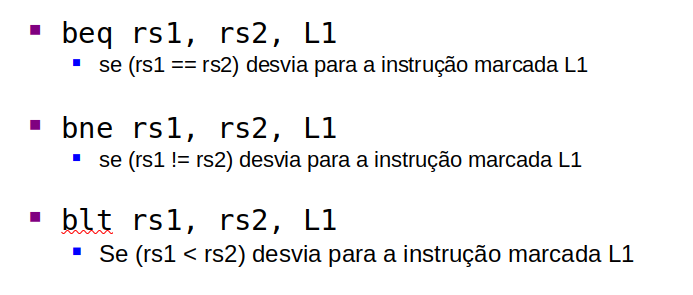 beq rs1, rs2, L1
se (rs1 == rs2) desvia para a instrução marcada L1
bne rs1, rs2, L1
se (rs1 != rs2) desvia para a instrução marcada L1
blt rs1, rs2, L1
Se (rs1 < rs2) desvia para a instrução marcada L1